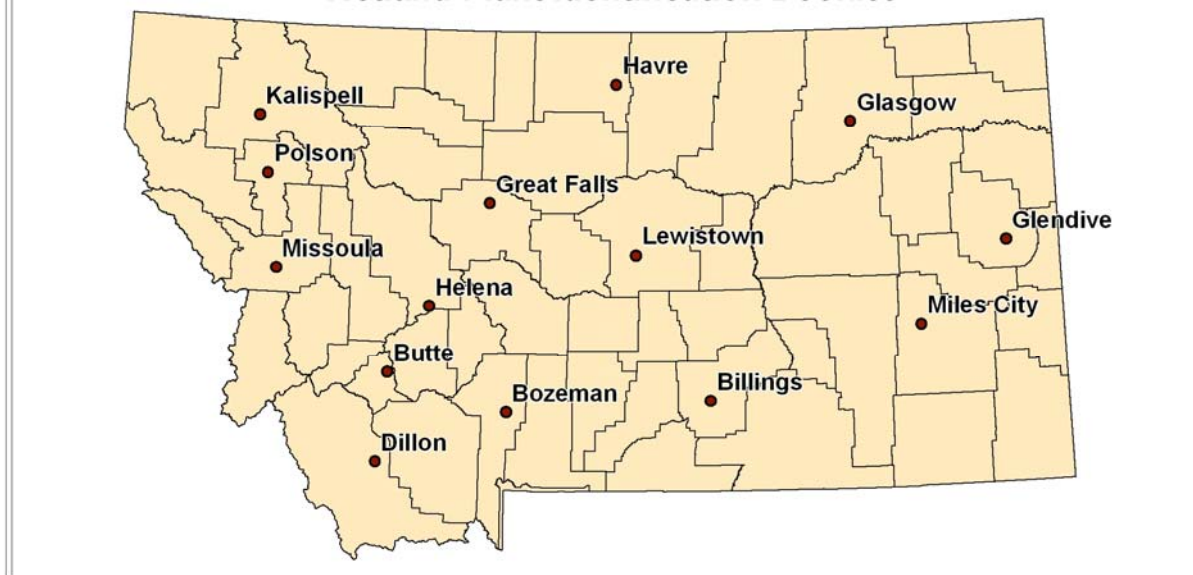 Havre
Kalispell
Glasgow
Polson
Great Falls
Glendive
Lewistown
Missoula
Helena
Miles City
Butte
Billings
Bozeman
Dillon